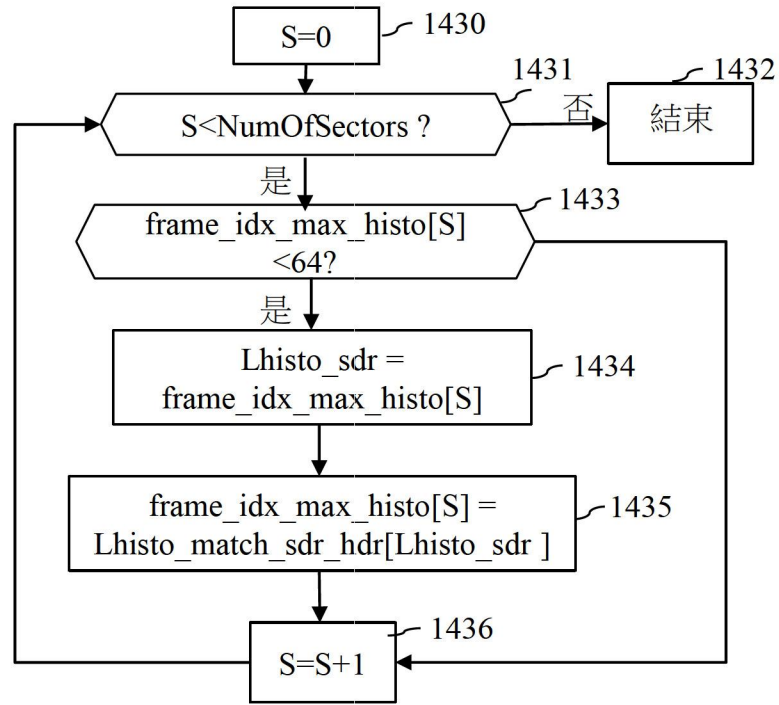 S=0
1430
S<NumOfSectors ?
1431
否
結束
1432
是
frame_idx_max_histo[S]
<64?
1433
是
Lhisto_sdr =
frame_idx_max_histo[S]
1434
frame_idx_max_histo[S] =
Lhisto_match_sdr_hdr[Lhisto_sdr ]
1435
S=S+1
1436